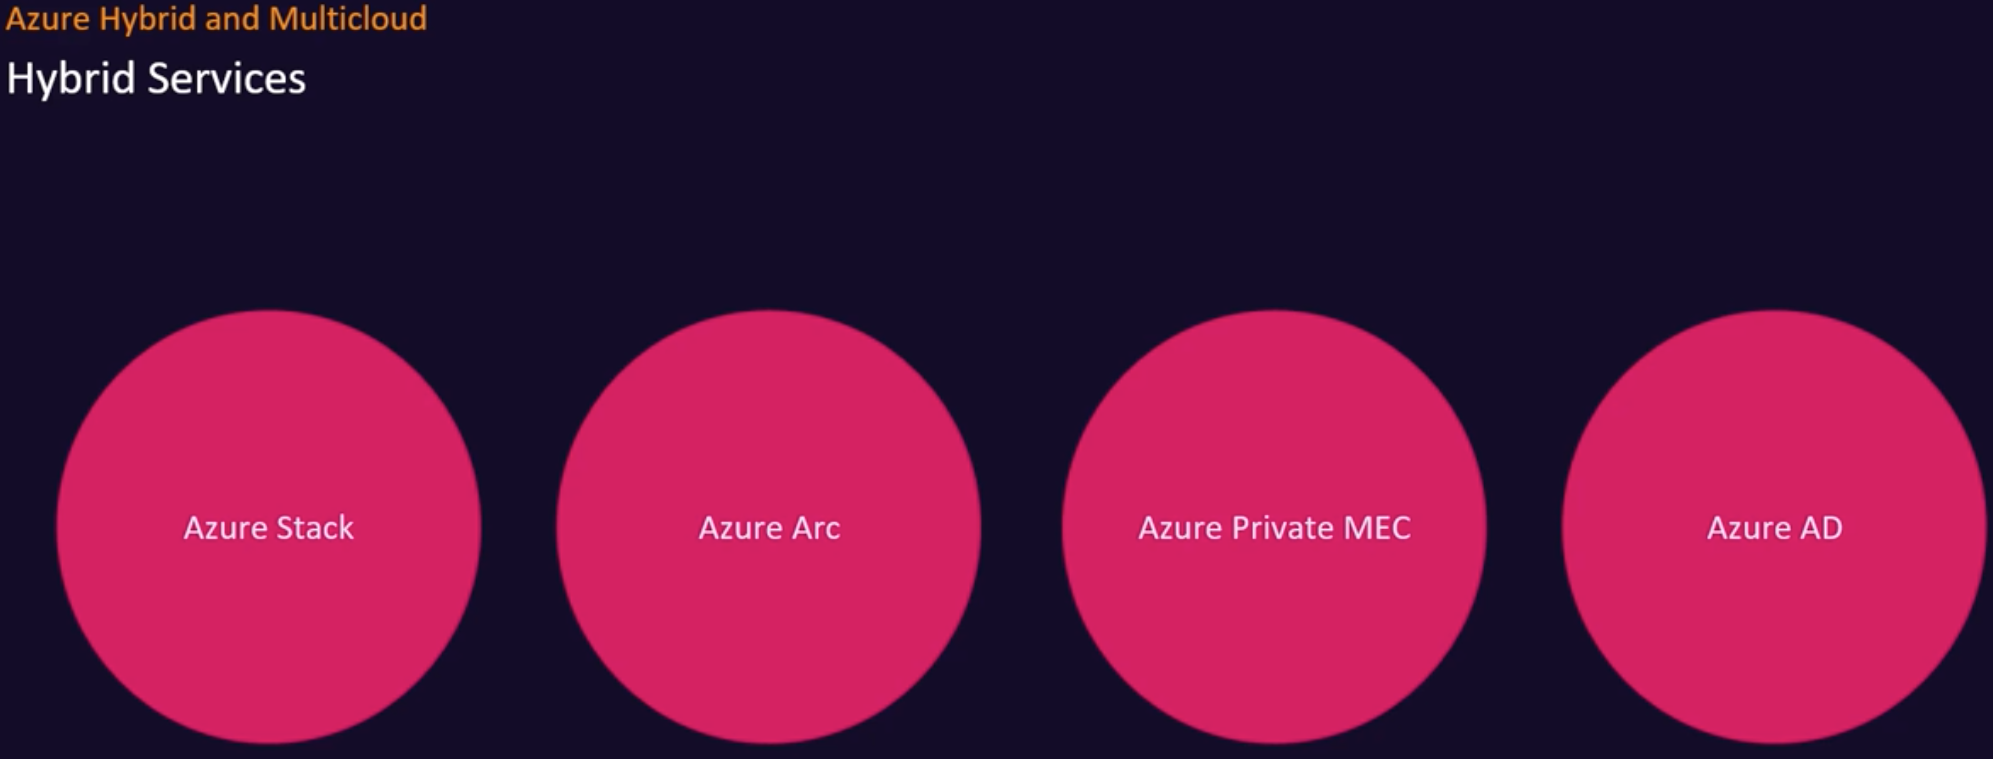 Azure Hybrid and Multicloud
Hybrid Services
Azure Stack
Azure Arc
Azure Private MEC
Azure AD